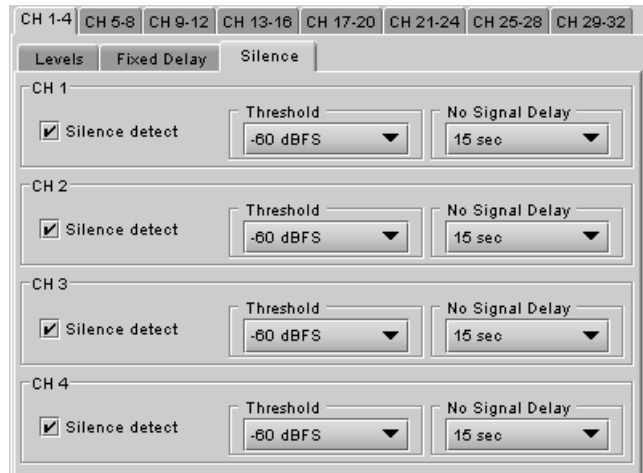 CH 1-4 CH 5-8 CH 9-12 CH 13-16 CH 17-20 CH 21-24 CH 25-28 CH 29-32
Levels Fixed Delay Silence
CH 1
Threshold No Signal Delay
Silence detect -60 dBFS 15 sec
CH 2
Threshold No Signal Delay
Silence detect -60 dBFS 15 sec
CH 3
Threshold No Signal Delay
Silence detect -60 dBFS 15 sec
CH 4
Threshold No Signal Delay
Silence detect -60 dBFS 15 sec